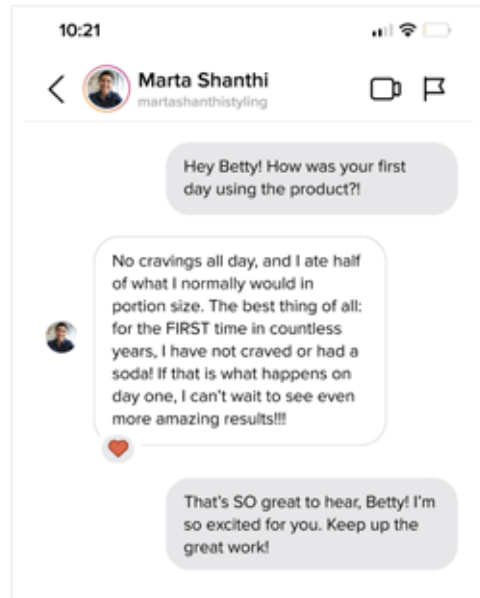 10:21
Marta Shanthi
martashanthistyling
Hey Betty! How was your first
day using the product?!
No cravings all day, and I ate half
of what I normally would in
portion size. The best thing of all:
for the FIRST time in countless
years, I have not craved or had a
soda! If that is what happens on
day one, I can't wait to see even
more amazing results!!!
That's SO great to hear, Betty! I'm
so excited for you. Keep up the
great work!